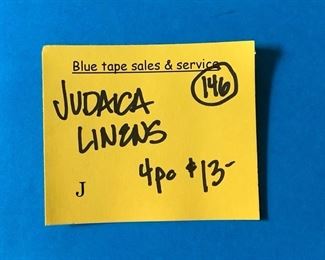 Blue tape sales & service
146
JUDAICA
LINENS
4pc $13-
J